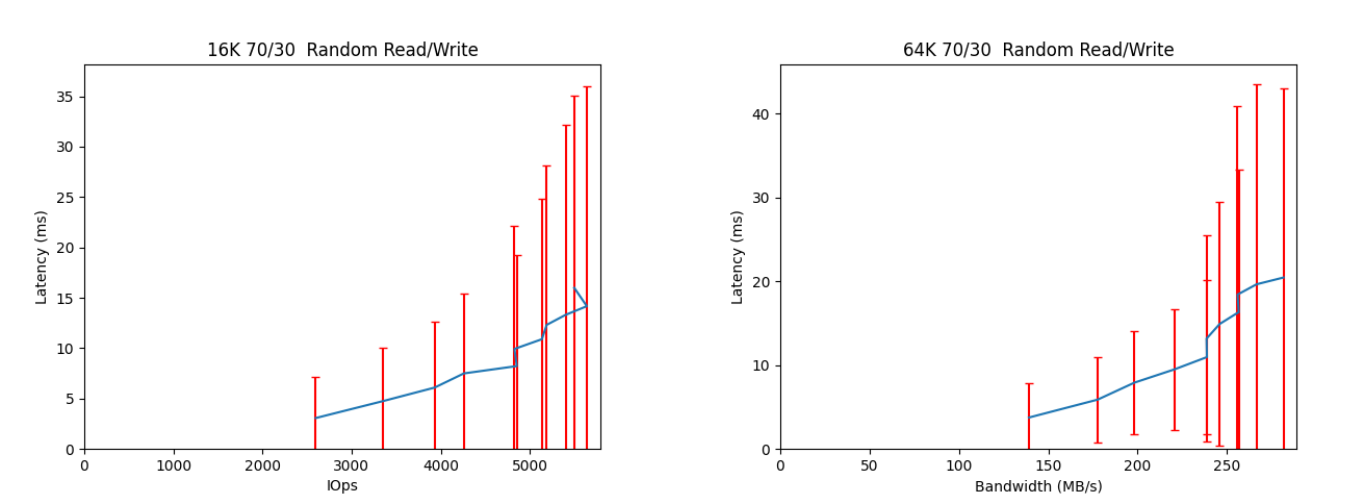 16K 70/30  Random Read/Write
35
30
25
20
15
10
5
0
Latency (ms)
0 1000 2000 3000 4000 5000
IOps
64K 70/30  Random Read/Write
40
30
20
10
0
Latency (ms)
0 50 100 150 200 250
Bandwidth (MB/s)